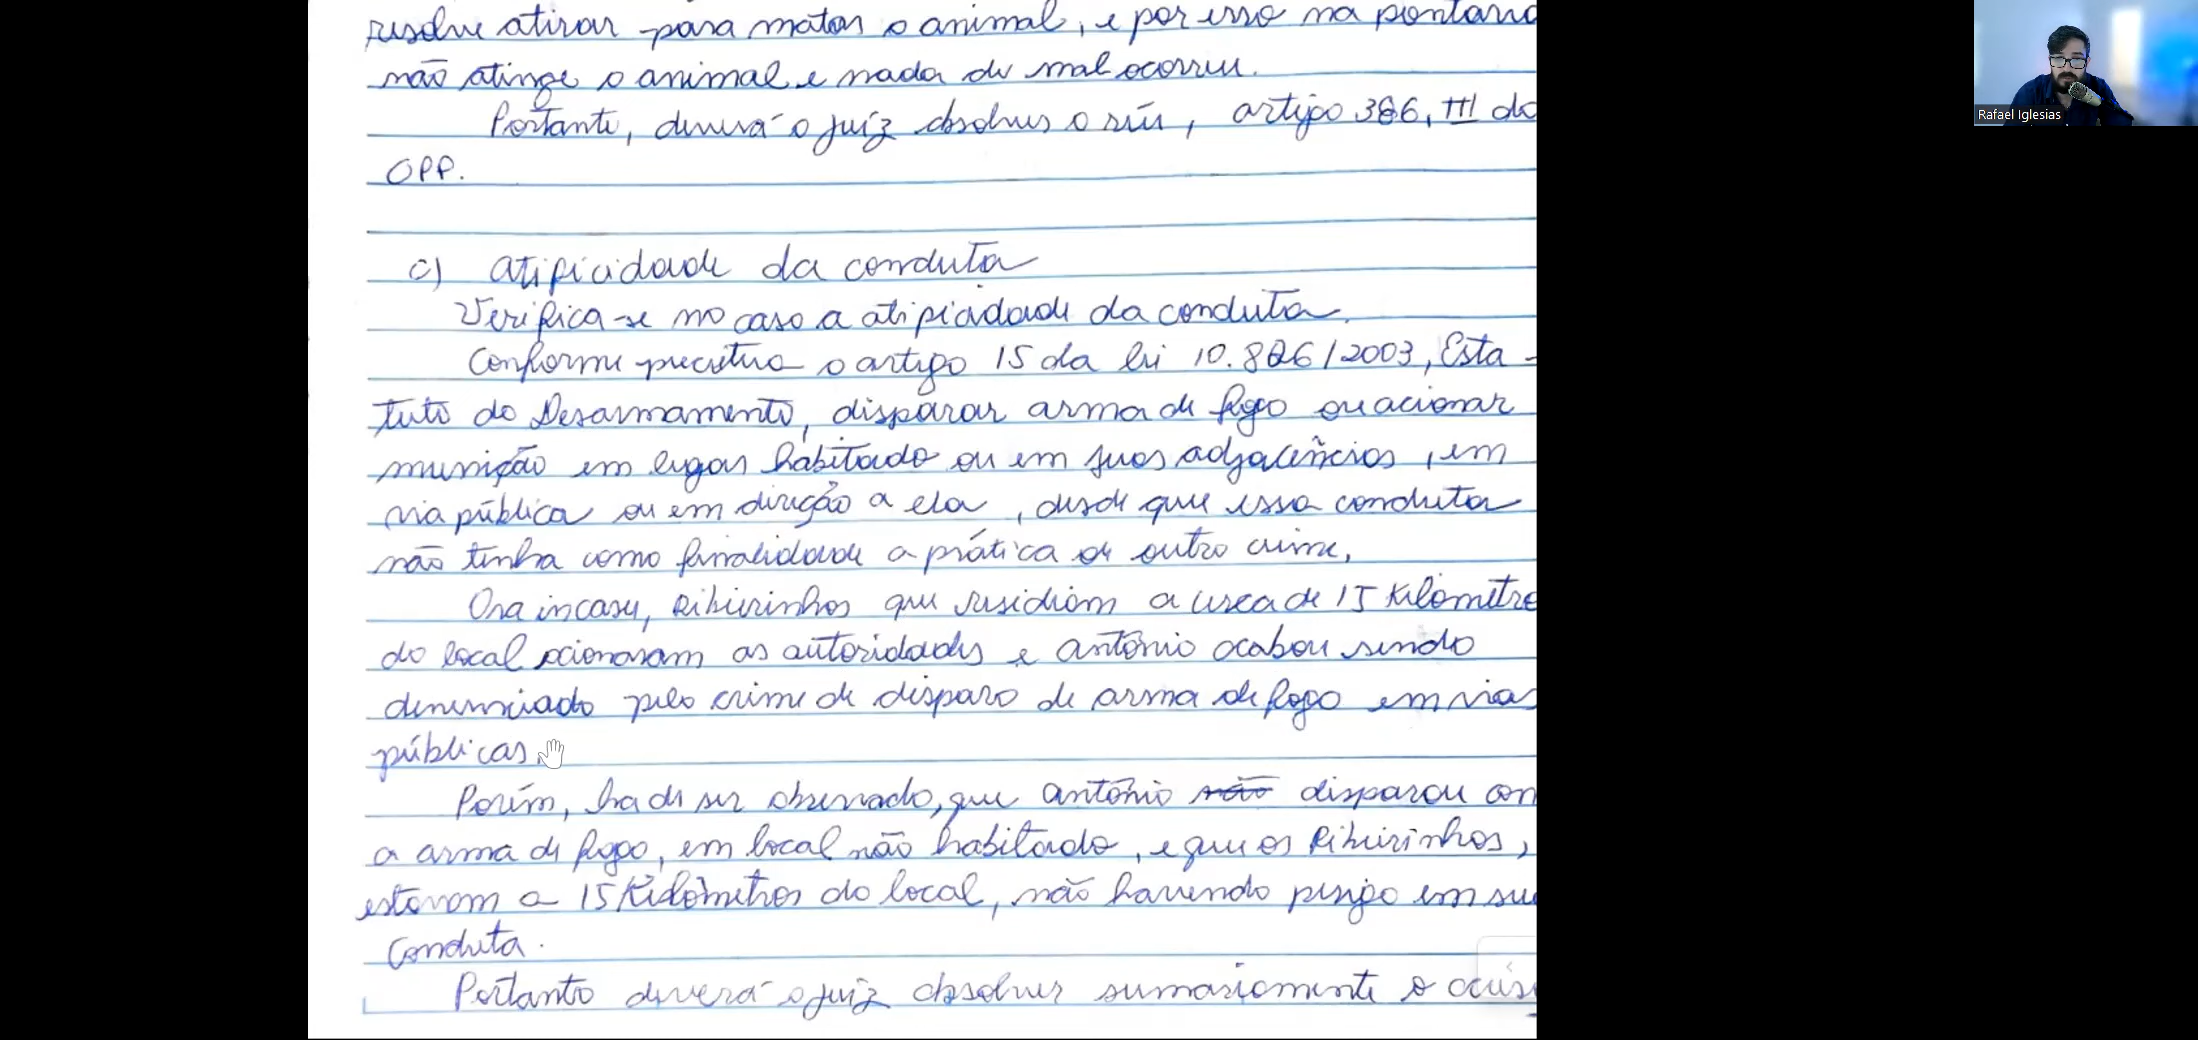 resolve atirar para matar o animal, e por erro na pontaria
não atinge o animal e nada de mal ocorreu.
Portanto, deverá o juiz absolver o réu, artigo 386, III do
CPP.
c) atipicidade da conduta
Verifica-se no caso a atipicidade da conduta.
Conforme preceitua o artigo 15 da lei 10.826/2003, Esta-
tuto do Desarmamento, disparar arma de fogo ou acionar
munição em lugar habitado ou em suas adjacências, em
via pública ou em direção a ela, desde que essa conduta
não tenha como finalidade a prática de outro crime,
Ora in casu, Ribeirinhos que residiam a cerca de 15 Kilometro
do local acionaram as autoridades e antônio acabou sendo
denunciado pelo crime de disparo de arma de fogo em vias
públicas.
Porém, ha de ser observado, que antônio não disparou com
a arma de fogo, em local não habitado, e que os Ribeirinhos,
estavam a 15 Kilômetros do local, não havendo perigo em sua
Conduta.
Portanto deverá o juiz absolver sumariamente o acus
Rafael Iglesias